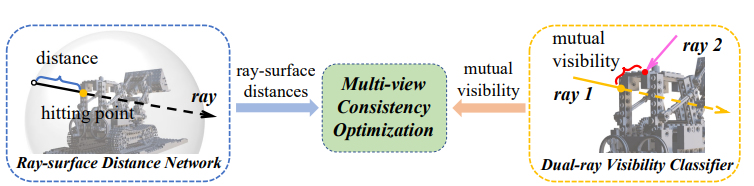 distance
ray
hitting point
Ray-surface Distance Network
ray-surface
distances
Multi-view
Consistency
Optimization
mutual
visibility
mutual
visibility
ray 2
ray 1
Dual-ray Visibility Classifier